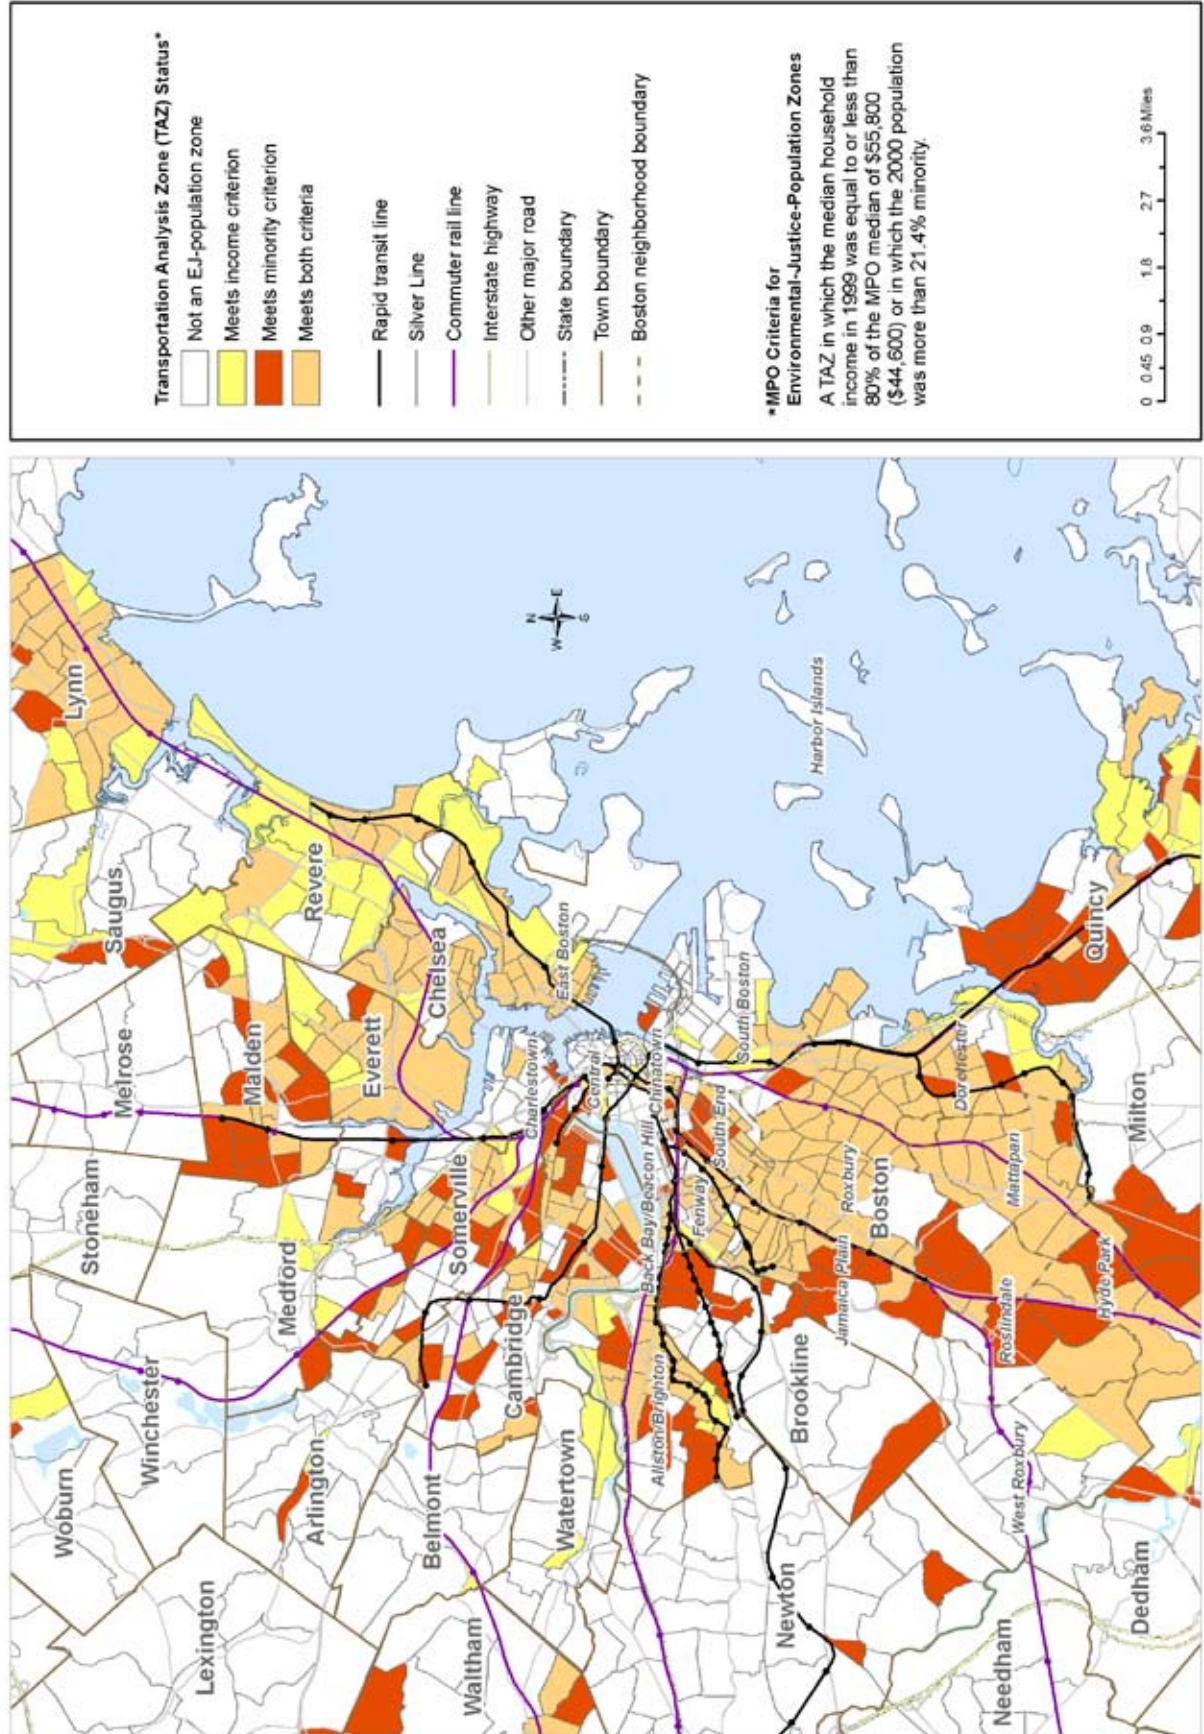 Transportation Analysis Zone (TAZ) Status*
Not an EJ-population zone
Meets income criterion
Meets minority criterion
Meets both criteria
Rapid transit line
Silver Line
Commuter rail line
Interstate highway
Other major road
State boundary
Town boundary
Boston neighborhood boundary
*MPO Criteria for
Environmental-Justice-Population Zones
A TAZ in which the median household
income in 1999 was equal to or less than
80% of the MPO median of $55,800
($44,600) or in which the 2000 population
was more than 21.4% minority.
0 0.45 0.9 1.8 2.7 3.6 Miles
Woburn
Stoneham
Melrose
Saugus
Lynn
Winchester
Lexington
Medford
Malden
Revere
Arlington
Everett
Belmont
Somerville
Chelsea
Waltham
Cambridge
Charlestown
East Boston
Watertown
Central
N
W E
S
Back Bay/Beacon Hill
Chinatown
Allston/Brighton
Fenway
South End
South Boston
Harbor Islands
Newton
Brookline
Jamaica Plain
Roxbury
Boston
Dorchester
Needham
West Roxbury
Roslindale
Mattapan
Hyde Park
Quincy
Dedham
Milton